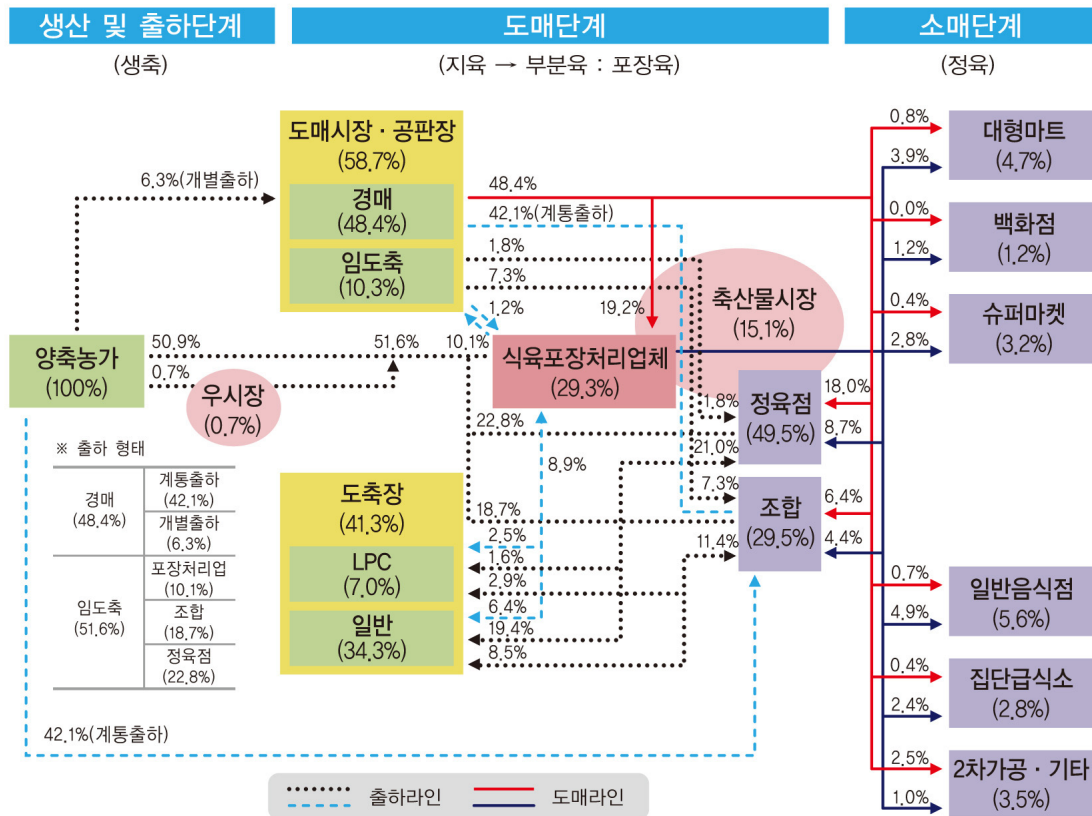 생산 및 출하단계
(생축)
도매단계
(지육 → 부분육 : 포장육)
소매단계
(정육)
도매시장 · 공판장
(58.7%)
경매
(48.4%)
임도축
(10.3%)
6.3%(개별출하)
48.4%
42.1%(계통출하)
1.8%
7.3%
1.2%
19.2%
축산물시장
(15.1%)
양축농가
(100%)
50.9%
0.7%
우시장
(0.7%)
51.6%
10.1%
식육포장처리업체
(29.3%)
22.8%
8.9%
18.7%
정육점
(49.5%)
1.8%
21.0%
18.0%
8.7%
조합
(29.5%)
7.3%
11.4%
6.4%
4.4%
※ 출하 형태
경매
(48.4%)
계통출하
(42.1%)
개별출하
(6.3%)
임도축
(51.6%)
포장처리업
(10.1%)
조합
(18.7%)
정육점
(22.8%)
도축장
(41.3%)
LPC
(7.0%)
일반
(34.3%)
2.5%
1.6%
2.9%
6.4%
19.4%
8.5%
42.1%(계통출하)
0.8%
3.9%
대형마트
(4.7%)
0.0%
1.2%
백화점
(1.2%)
0.4%
2.8%
슈퍼마켓
(3.2%)
0.7%
4.9%
일반음식점
(5.6%)
0.4%
2.4%
집단급식소
(2.8%)
2.5%
1.0%
2차가공 · 기타
(3.5%)
출하라인
도매라인